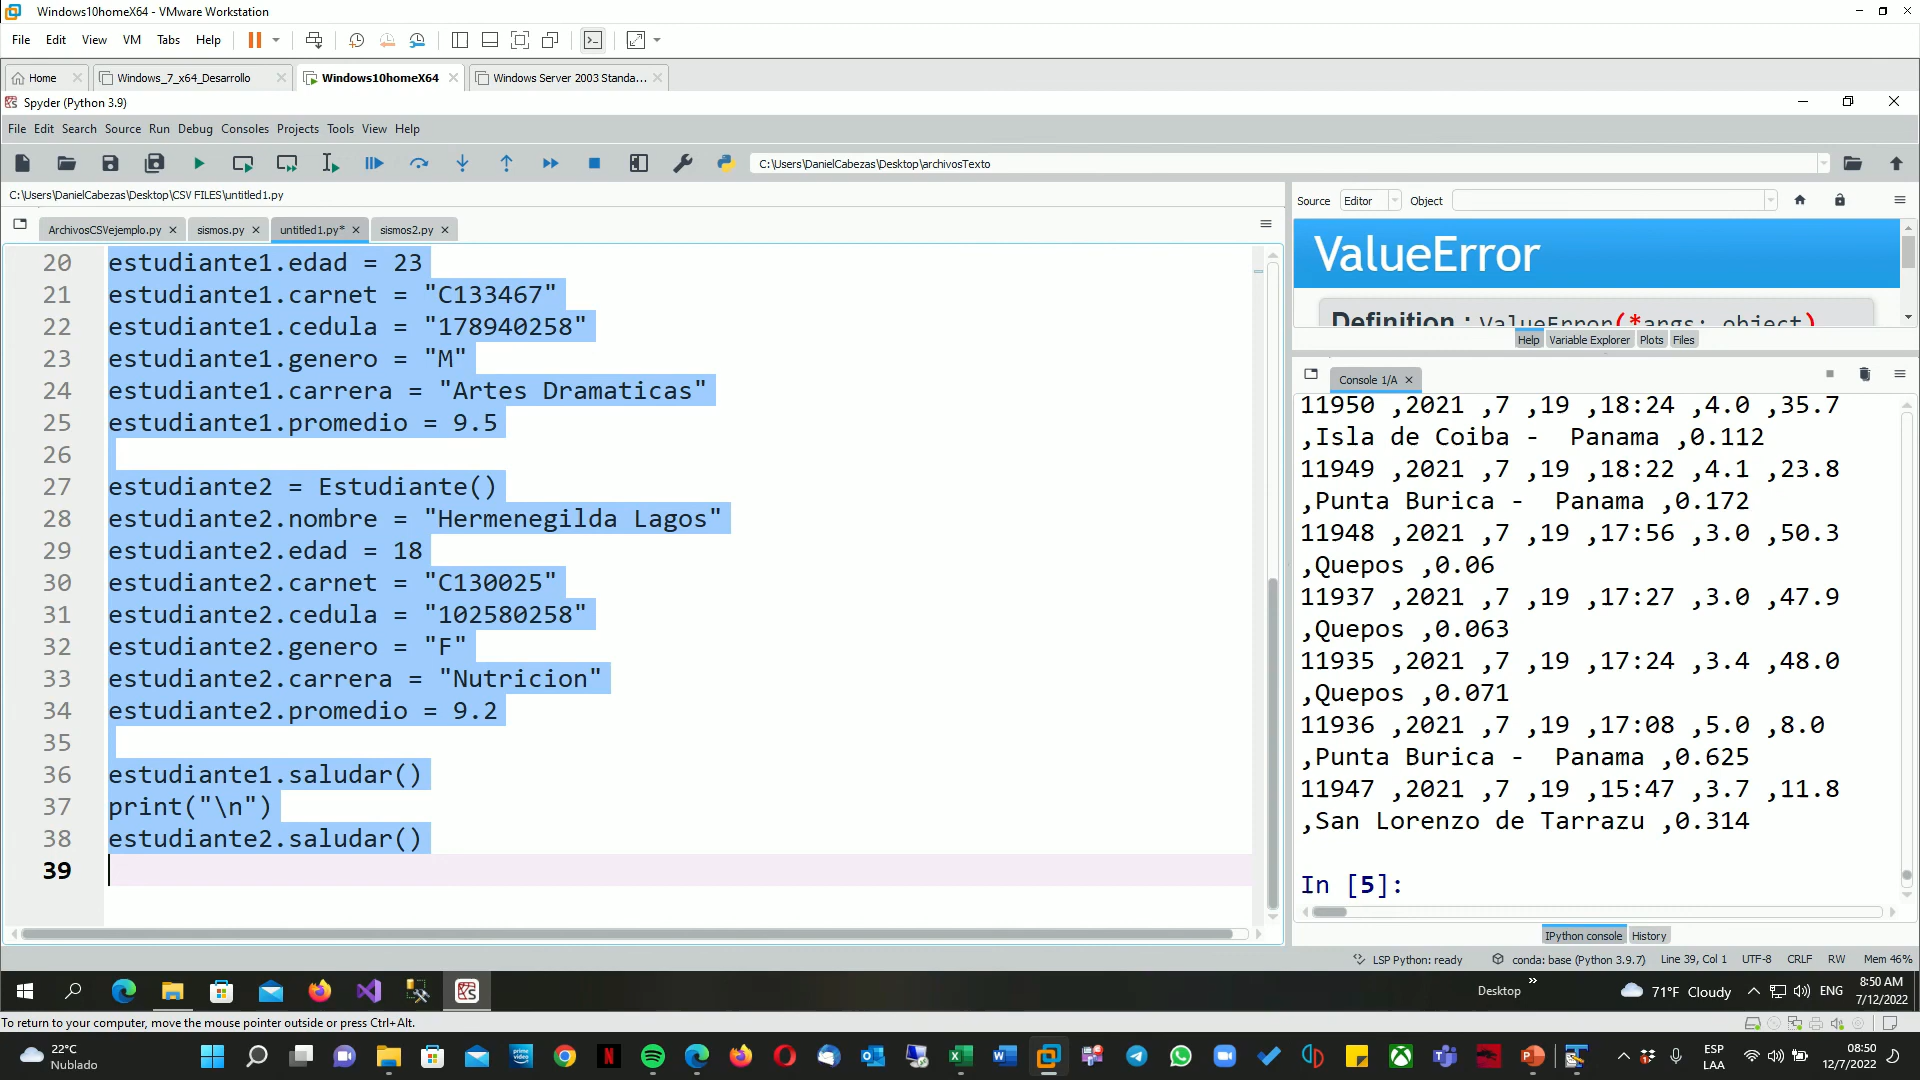 Windows10homeX64 - VMware Workstation
File Edit View VM Tabs Help
Home Windows_7_x64_Desarrollo Windows10homeX64 Windows Server 2003 Standa...
Spyder (Python 3.9)
File Edit Search Source Run Debug Consoles Projects Tools View Help
C:\Users\DanielCabezas\Desktop\archivosTexto
C:\Users\DanielCabezas\Desktop\CSV FILES\untitled1.py
ArchivosCSVejemplo.py sismos.py untitled1.py* sismos2.py
20 estudiante1.edad = 23
21 estudiante1.carnet = "C133467"
22 estudiante1.cedula = "178940258"
23 estudiante1.genero = "M"
24 estudiante1.carrera = "Artes Dramaticas"
25 estudiante1.promedio = 9.5
26
27 estudiante2 = Estudiante()
28 estudiante2.nombre = "Hermenegilda Lagos"
29 estudiante2.edad = 18
30 estudiante2.carnet = "C130025"
31 estudiante2.cedula = "102580258"
32 estudiante2.genero = "F"
33 estudiante2.carrera = "Nutricion"
34 estudiante2.promedio = 9.2
35
36 estudiante1.saludar()
37 print("\n")
38 estudiante2.saludar()
39
Source Editor Object
ValueError
Definition : ValueError(*args: object)
Help Variable Explorer Plots Files
Console 1/A
11950 ,2021 ,7 ,19 ,18:24 ,4.0 ,35.7
,Isla de Coiba -  Panama ,0.112
11949 ,2021 ,7 ,19 ,18:22 ,4.1 ,23.8
,Punta Burica -  Panama ,0.172
11948 ,2021 ,7 ,19 ,17:56 ,3.0 ,50.3
,Quepos ,0.06
11937 ,2021 ,7 ,19 ,17:27 ,3.0 ,47.9
,Quepos ,0.063
11935 ,2021 ,7 ,19 ,17:24 ,3.4 ,48.0
,Quepos ,0.071
11936 ,2021 ,7 ,19 ,17:08 ,5.0 ,8.0
,Punta Burica -  Panama ,0.625
11947 ,2021 ,7 ,19 ,15:47 ,3.7 ,11.8
,San Lorenzo de Tarrazu ,0.314
In [5]:
IPython console History
LSP Python: ready conda: base (Python 3.9.7) Line 39, Col 1 UTF-8 CRLF RW Mem 46%
Desktop 71°F Cloudy ENG 8:50 AM
7/12/2022
To return to your computer, move the mouse pointer outside or press Ctrl+Alt.
22°C
Nublado
ESP
LAA
08:50
12/7/2022